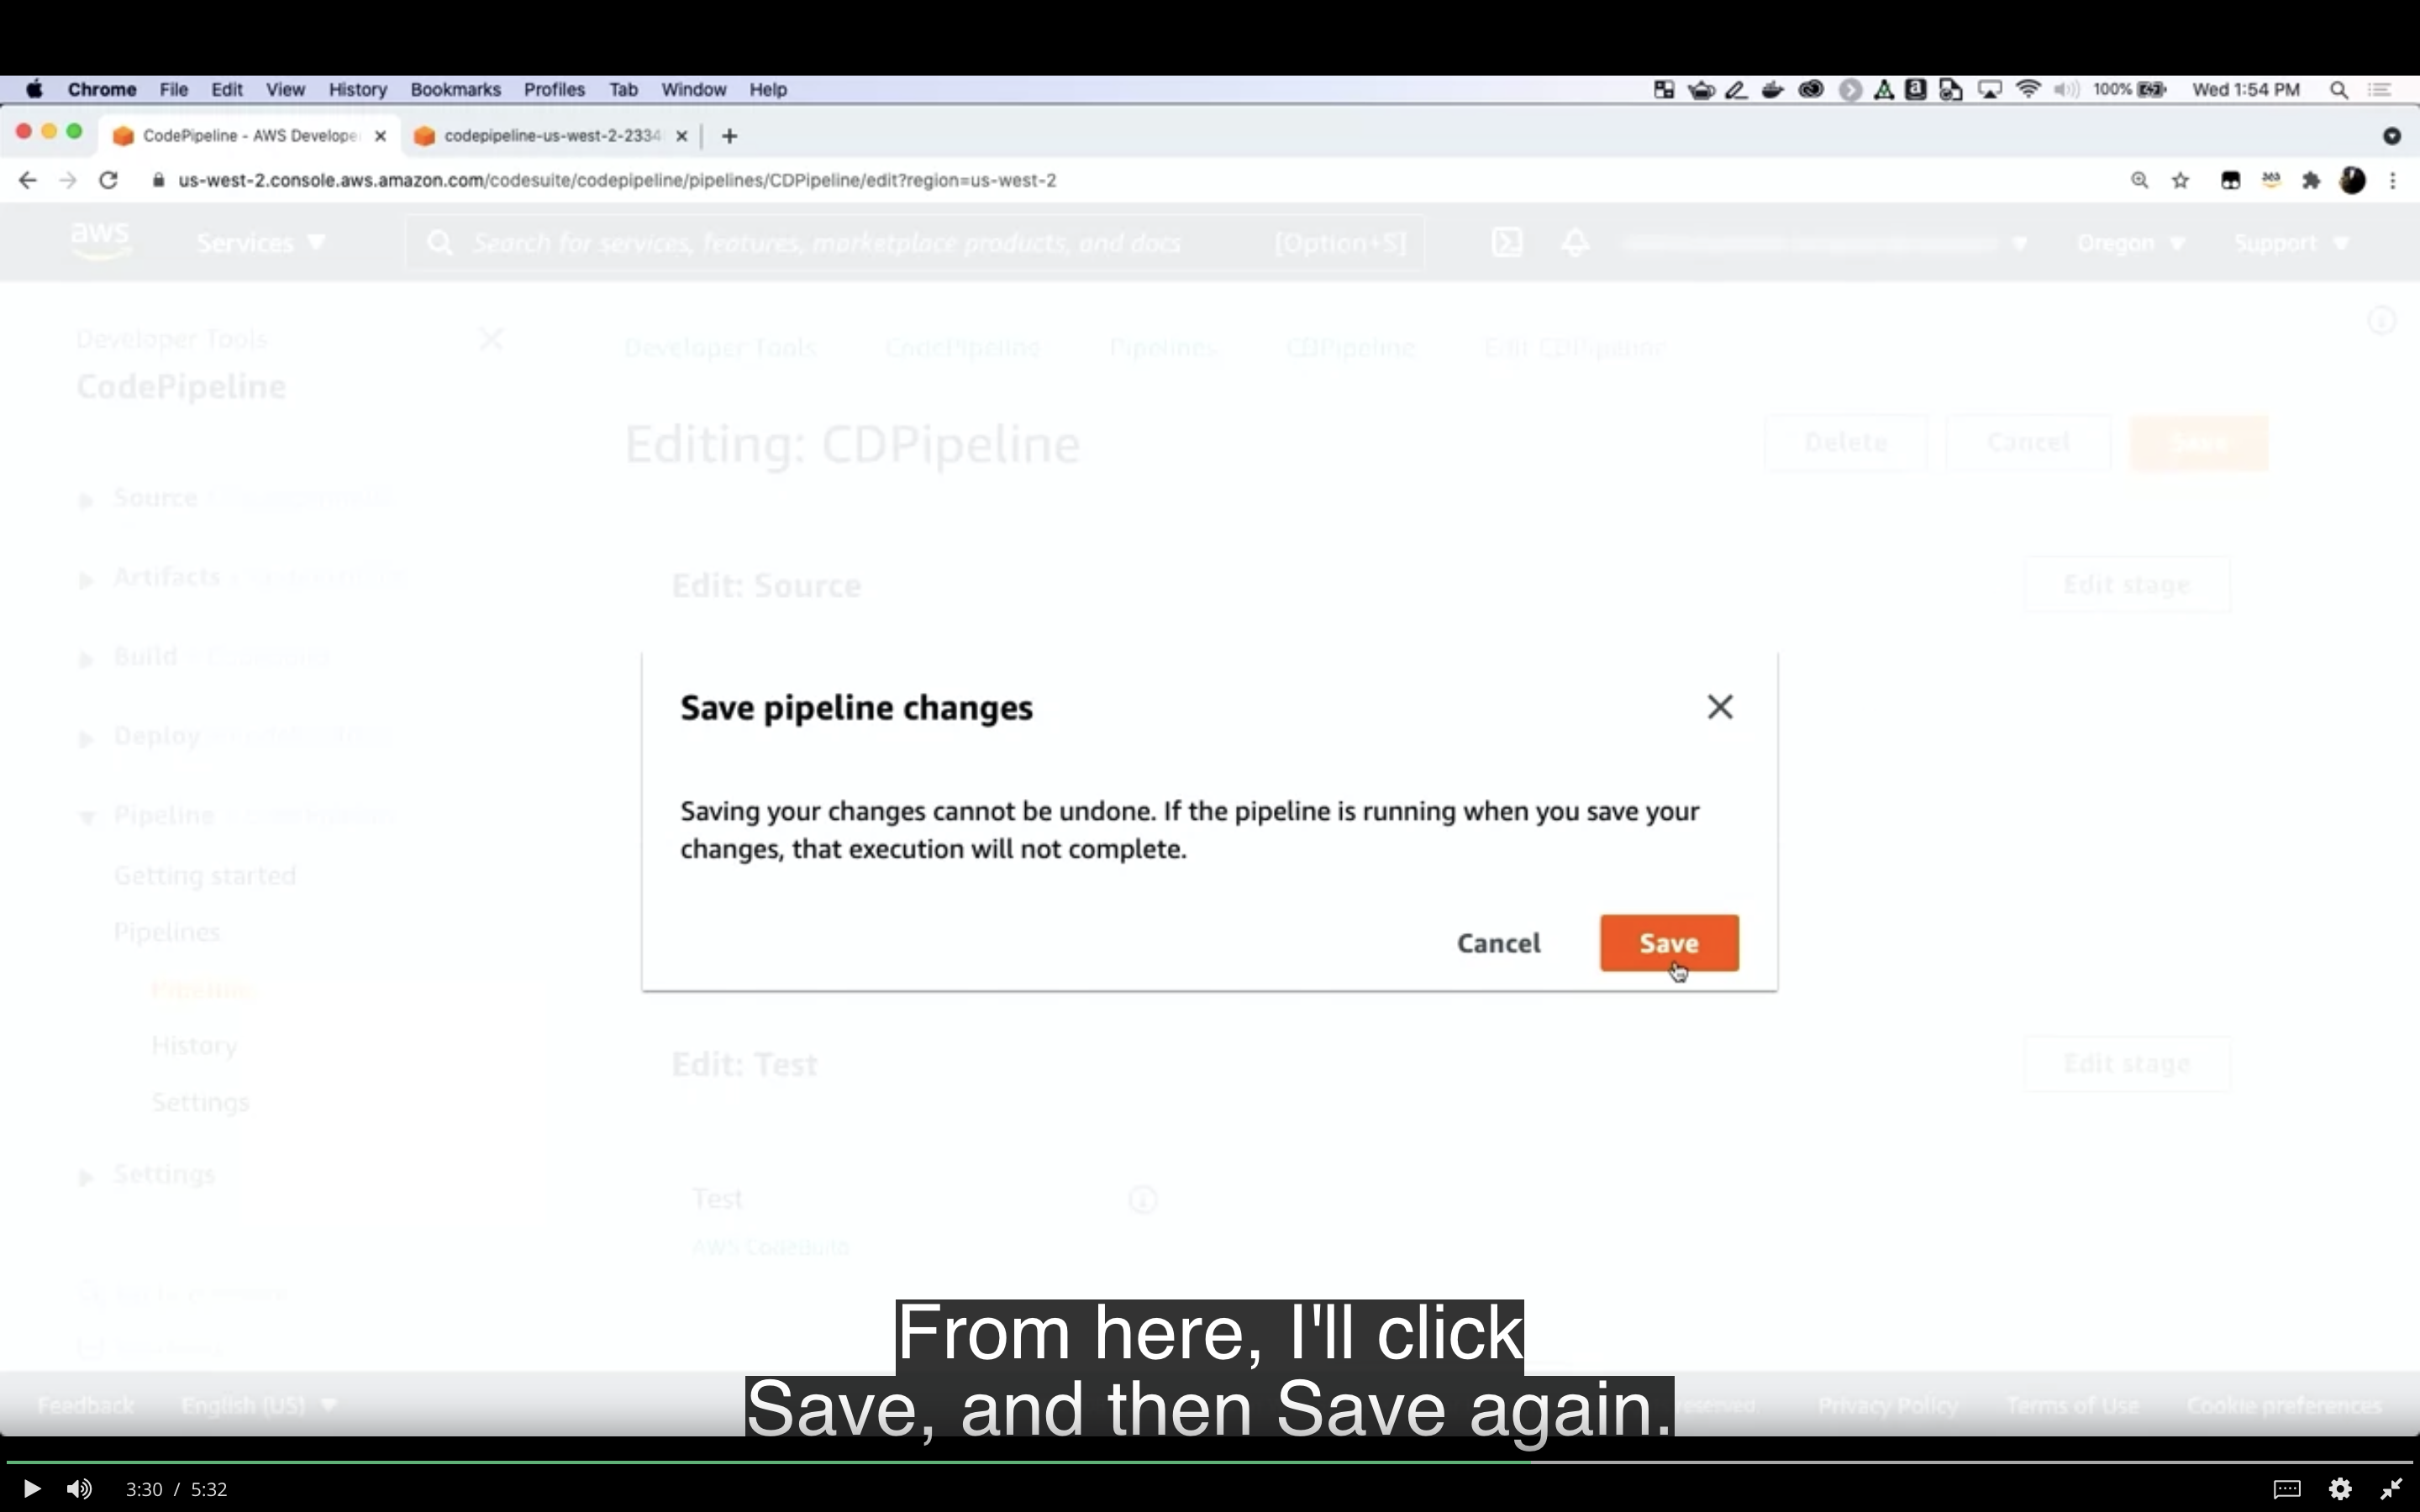 Chrome File Edit View History Bookmarks Profiles Tab Window Help 100% Wed 1:54 PM
CodePipeline - AWS Develope codepipeline-us-west-2-2334
us-west-2.console.aws.amazon.com/codesuite/codepipeline/pipelines/CDPipeline/edit?region=us-west-2
aws Services Search for services, features, marketplace products, and docs [Option+S] Oregon Support
Developer Tools
CodePipeline
Developer Tools CodePipeline Pipelines CDPipeline Edit CDPipeline
Editing: CDPipeline
Delete Cancel Save
Source
Artifacts
Build
Deploy
Pipeline
Getting started
Pipelines
Pipeline
History
Settings
Settings
Edit: Source Edit stage
Save pipeline changes
Saving your changes cannot be undone. If the pipeline is running when you save your
changes, that execution will not complete.
Cancel Save
Edit: Test Edit stage
Test
AWS CodeBuild
From here, I'll click
Save, and then Save again.
Feedback English (US) reserved. Privacy Policy Terms of Use Cookie preferences
3:30 / 5:32